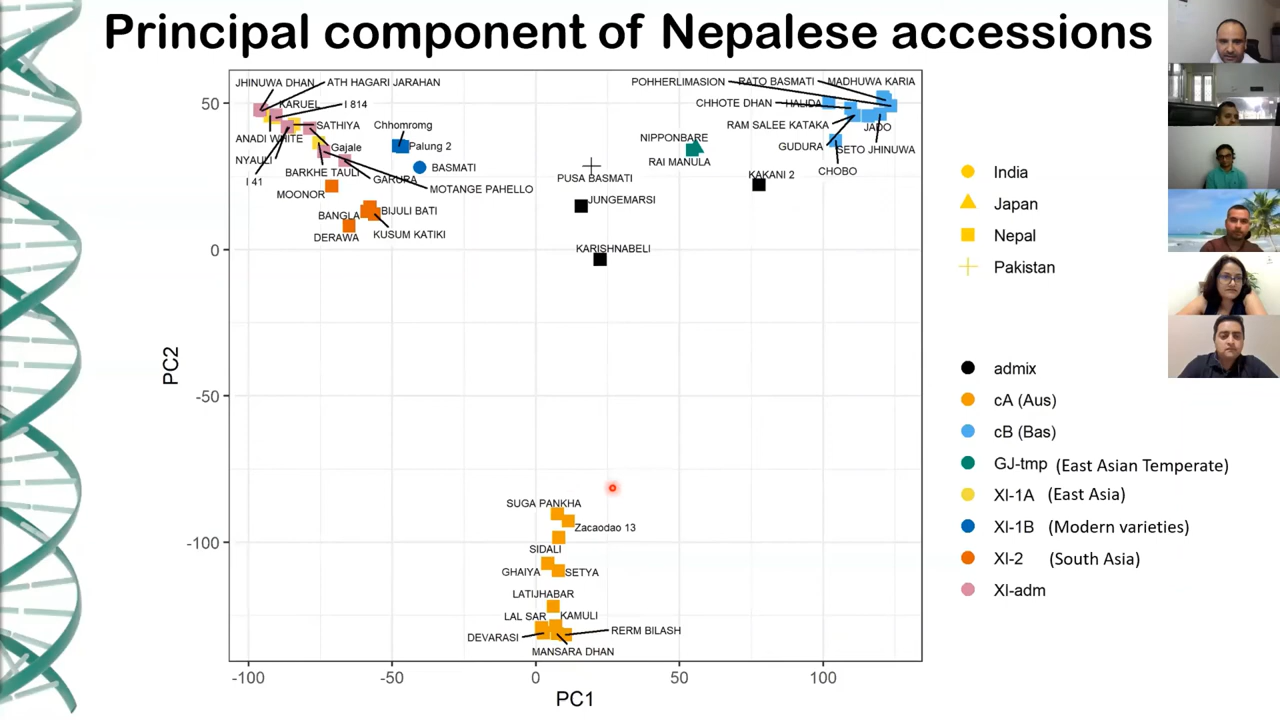 Principal component of Nepalese accessions
JHINUWA DHAN
ATH HAGARI JARAHAN
KARUEL
I 814
SATHIYA
ANADI WHITE
NYAULI
I 41
Gajale
BARKHE TAULI
GARURA
MOTANGE PAHELLO
MOONOR
Chhomromg
Palung 2
BASMATI
BANGLA
BIJULI BATI
DERAWA
KUSUM KATIKI
POHHERLIMASION
RATO BASMATI
MADHUWA KARIA
CHHOTE DHAN
HALIDA
RAM SALEE KATAKA
JADO
GUDURA
SETO JHINUWA
CHOBO
NIPPONBARE
RAI MANULA
KAKANI 2
PUSA BASMATI
JUNGEMARSI
KARISHNABELI
SUGA PANKHA
Zacaodao 13
SIDALI
GHAIYA
SETYA
LATIJHABAR
LAL SAR
KAMULI
DEVARASI
RERM BILASH
MANSARA DHAN
50
0
-50
-100
PC2
-100
-50
0
50
100
PC1
India
Japan
Nepal
Pakistan
admix
cA (Aus)
cB (Bas)
GJ-tmp (East Asian Temperate)
XI-1A (East Asia)
XI-1B (Modern varieties)
XI-2 (South Asia)
XI-adm